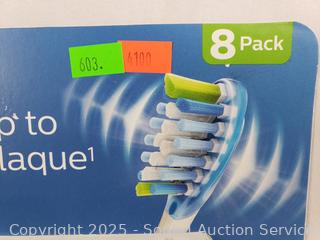 8 Pack
603.
4100
p to
laque¹
Copyright 2025 - Sound Auction Service